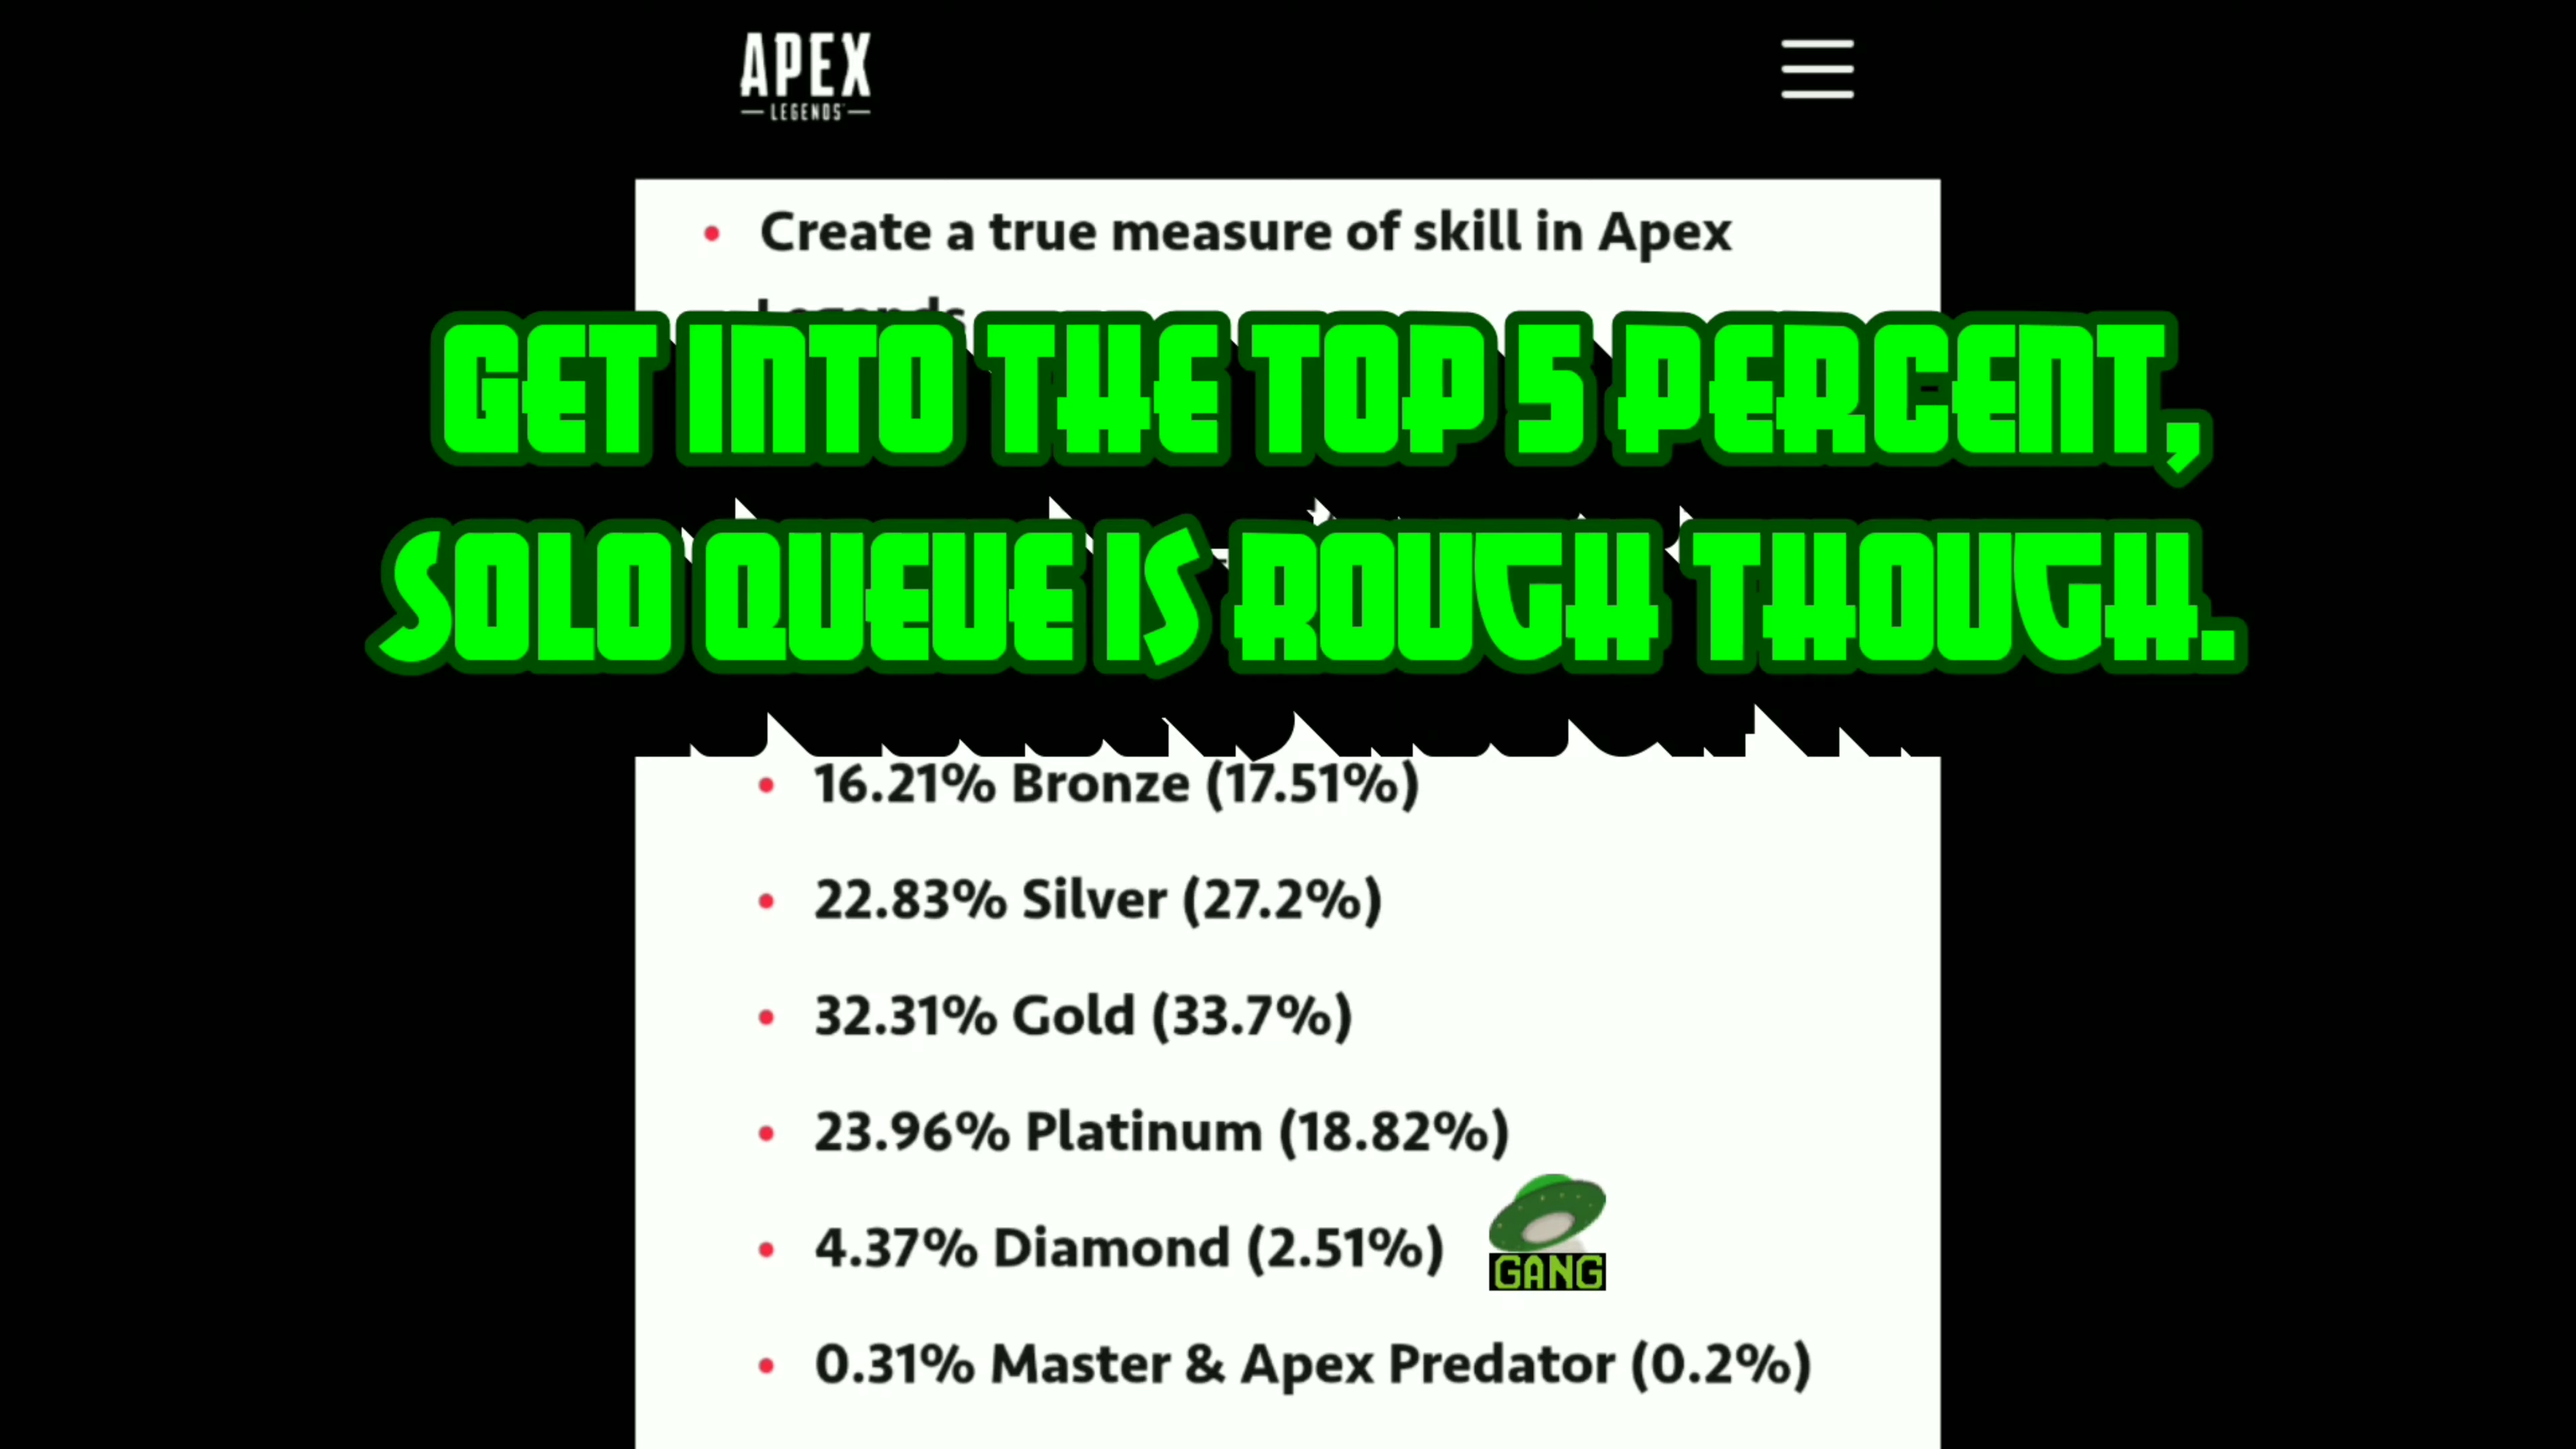 APEX
LEGENDS
Create a true measure of skill in Apex
Legends
GET INTO THE TOP 5 PERCENT,
SOLO QUEUE IS ROUGH THOUGH.
16.21% Bronze (17.51%)
22.83% Silver (27.2%)
32.31% Gold (33.7%)
23.96% Platinum (18.82%)
4.37% Diamond (2.51%)
GANG
0.31% Master & Apex Predator (0.2%)